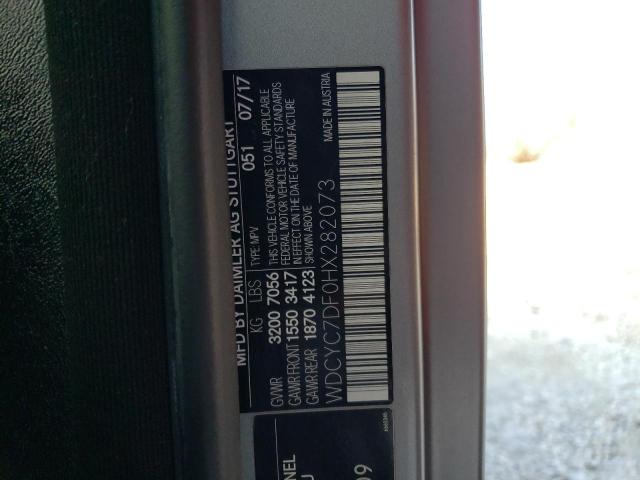 MFD BY DAIMLER AG STUTTGART
051 07/17
KG LBS TYPE: MPV
GVWR 3200 7056
GAWR FRONT 1550 3417
GAWR REAR 1870 4123
THIS VEHICLE CONFORMS TO ALL APPLICABLE
FEDERAL MOTOR VEHICLE SAFETY STANDARDS
IN EFFECT ON THE DATE OF MANUFACTURE
SHOWN ABOVE
MADE IN AUSTRIA
WDCYC7DF0HX282073
NEL